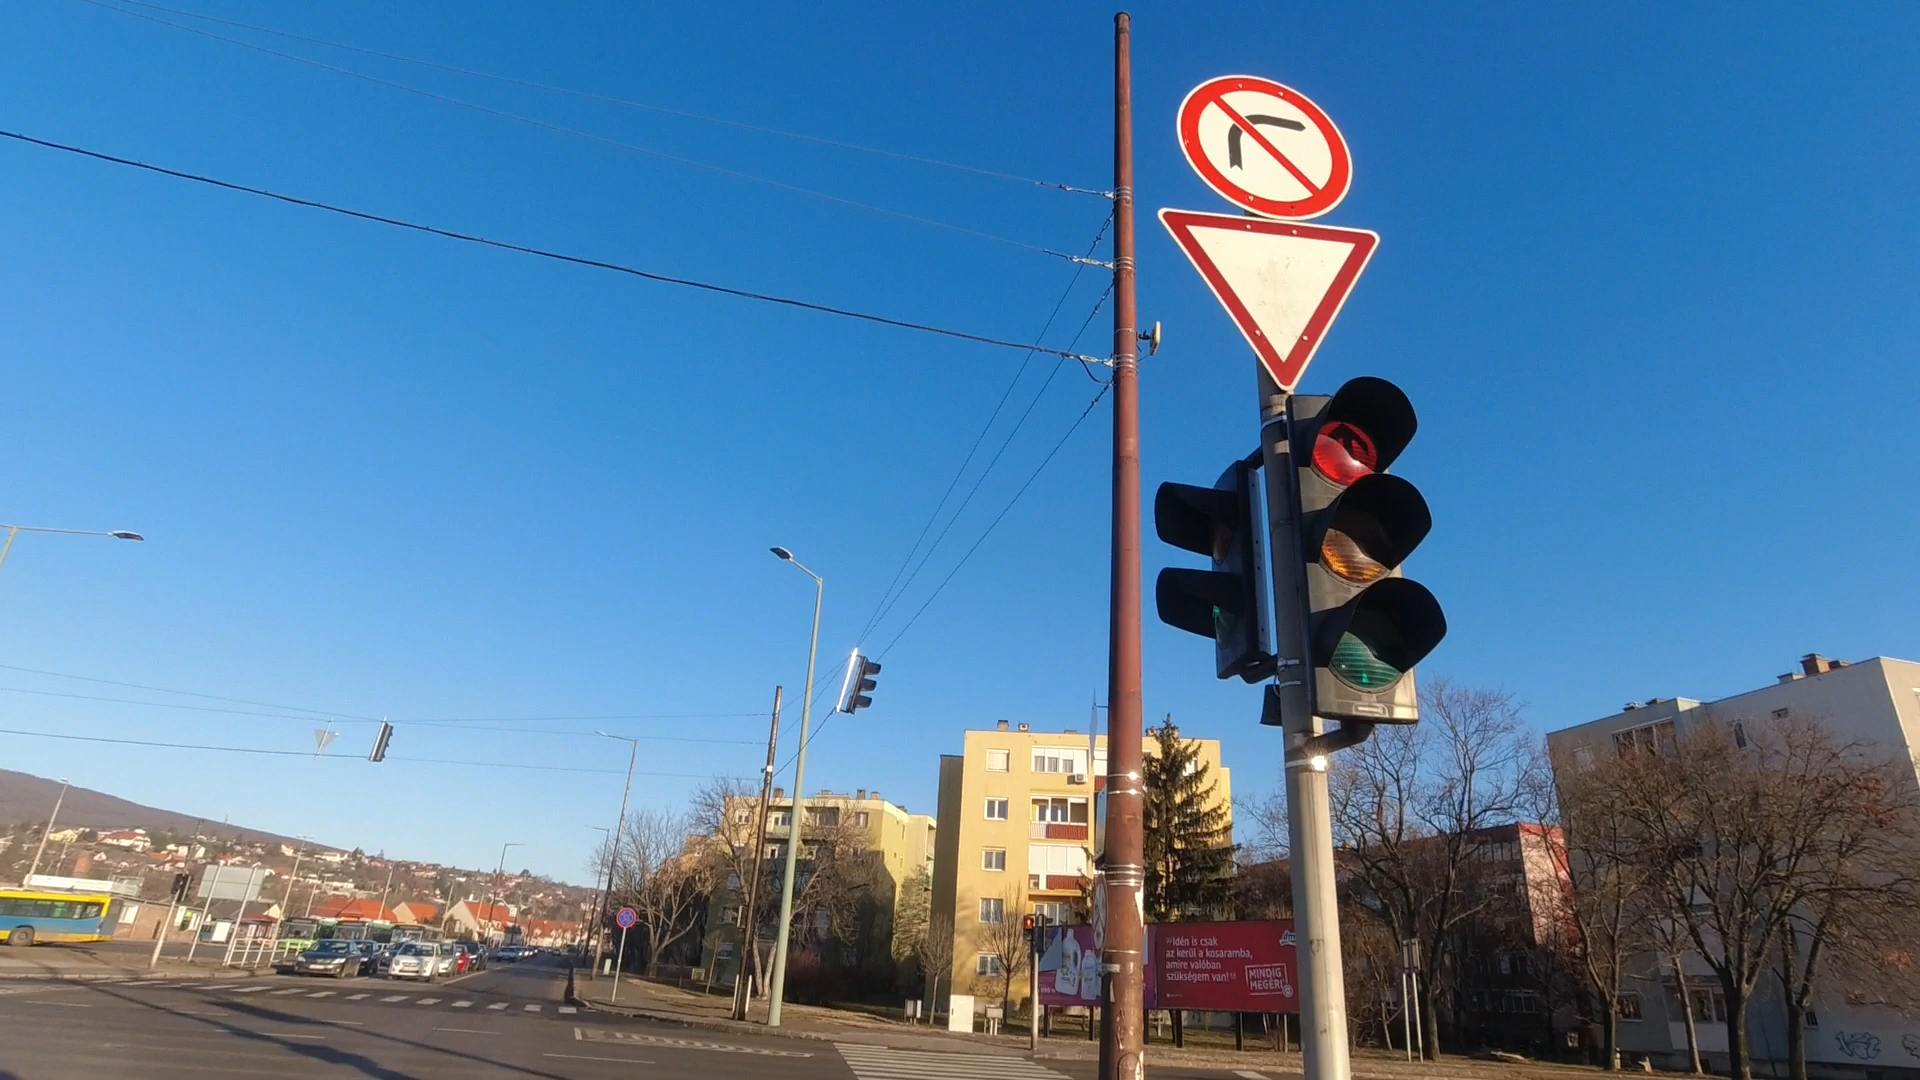 "Idén is csak
az kerül a kosaramba,
amire valóban
szükségem van!"
MINDIG
MEGÉRI